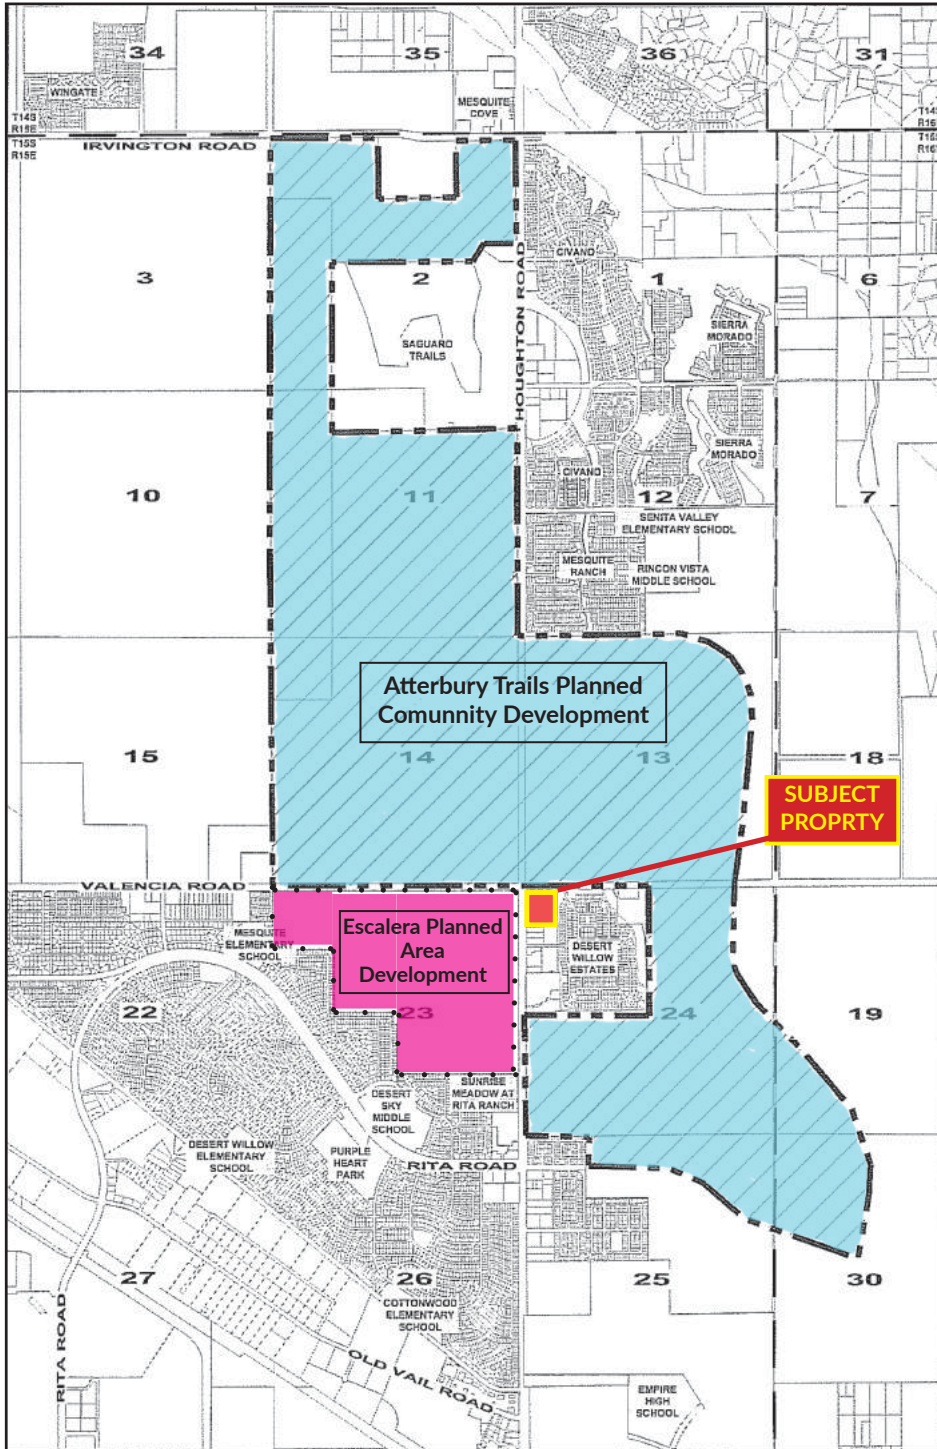 34
35
36
31
WINGATE
MESQUITE
COVE
T14S
R15E
T15S
R15E
IRVINGTON ROAD
3
2
1
6
CIVANO
HOUGHTON ROAD
SAGUARO
TRAILS
SIERRA
MORADO
10
11
12
7
SIERRA
MORADO
CIVANO
SENITA VALLEY
ELEMENTARY SCHOOL
MESQUITE
RANCH
RINCON VISTA
MIDDLE SCHOOL
Atterbury Trails Planned
Comunnity Development
15
14
13
18
SUBJECT
PROPRTY
VALENCIA ROAD
MESQUITE
ELEMENTARY
SCHOOL
Escalera Planned
Area
Development
DESERT
WILLOW
ESTATES
22
23
24
19
SUNRISE
MEADOW AT
RITA RANCH
DESERT
SKY
MIDDLE
SCHOOL
DESERT WILLOW
ELEMENTARY
SCHOOL
PURPLE
HEART
PARK
RITA ROAD
27
26
25
30
COTTONWOOD
ELEMENTARY
SCHOOL
RITA ROAD
OLD VAIL ROAD
EMPIRE
HIGH
SCHOOL